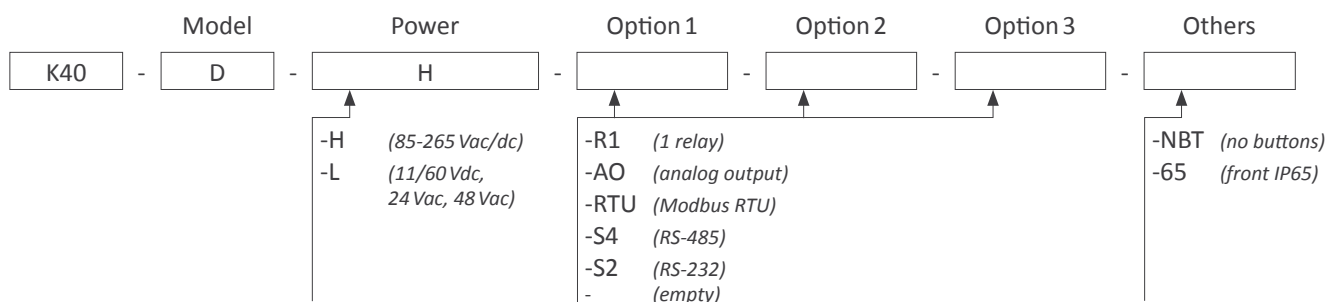 Model Power Option 1 Option 2 Option 3 Others
K40 - D - H - - - -
-H (85-265 Vac/dc)
-L (11/60 Vdc,
24 Vac, 48 Vac)
-R1 (1 relay)
-AO (analog output)
-RTU (Modbus RTU)
-S4 (RS-485)
-S2 (RS-232)
- (empty)
-NBT (no buttons)
-65 (front IP65)